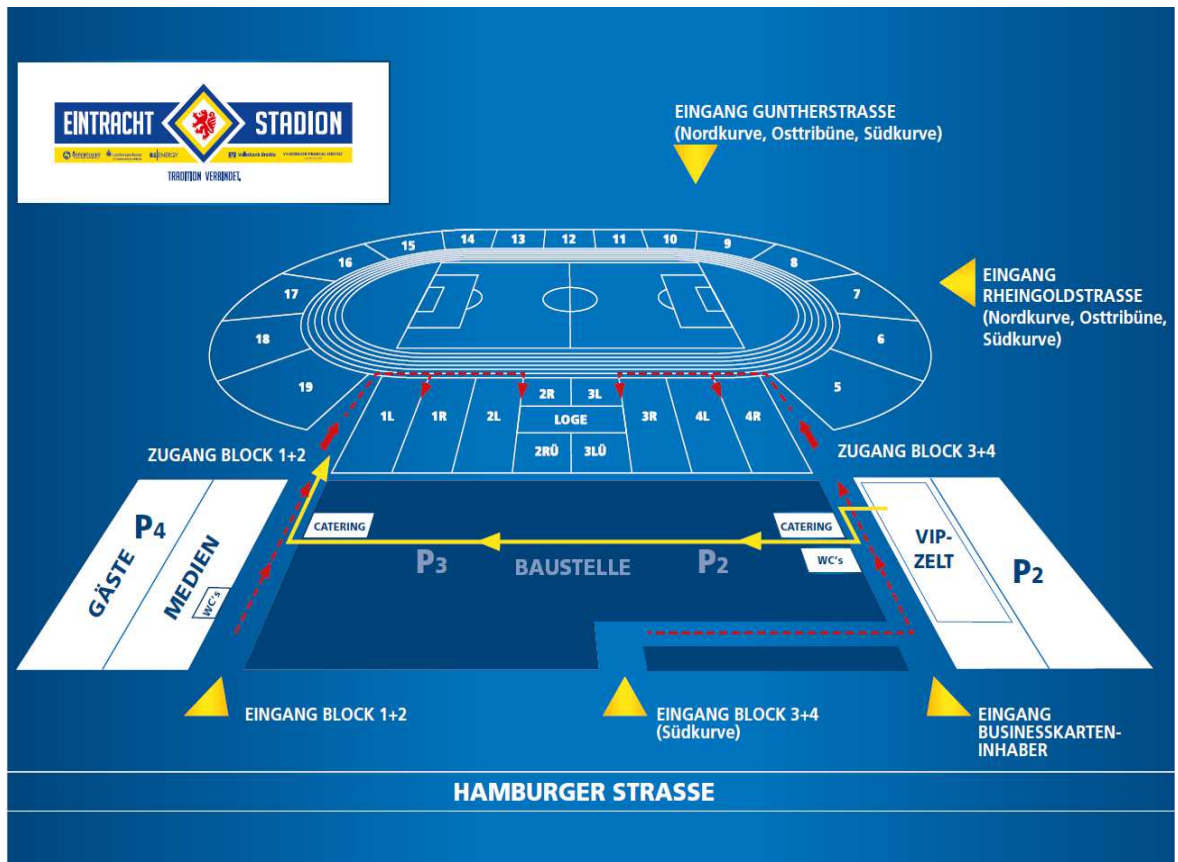 EINTRACHT STADION
BS|ENERGY
TRADITION VERBINDET.
EINGANG GUNTHERSTRASSE
(Nordkurve, Osttribüne, Südkurve)
EINGANG
RHEINGOLDSTRASSE
(Nordkurve, Osttribüne,
Südkurve)
15 14 13 12 11 10 9
16 8
17 7
18 6
19 5
1L 1R 2L 2R 3L 3R 4L 4R
LOGE
2RÜ 3LÜ
ZUGANG BLOCK 1+2
ZUGANG BLOCK 3+4
P4
GÄSTE
MEDIEN
WC's
CATERING
CATERING
WC's
P3 BAUSTELLE P2
VIP-
ZELT
P2
EINGANG BLOCK 1+2
EINGANG BLOCK 3+4
(Südkurve)
EINGANG
BUSINESSKARTEN-
INHABER
HAMBURGER STRASSE